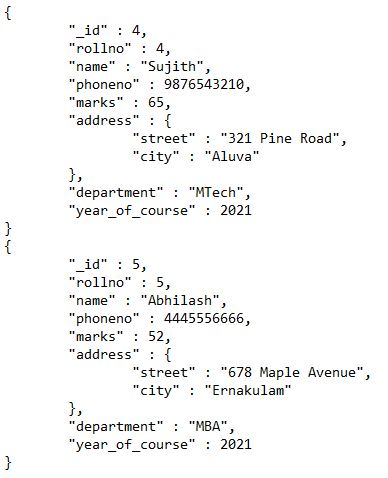 {
"_id" : 4,
"rollno" : 4,
"name" : "Sujith",
"phoneno" : 9876543210,
"marks" : 65,
"address" : {
"street" : "321 Pine Road",
"city" : "Aluva"
},
"department" : "MTech",
"year_of_course" : 2021
}
{
"_id" : 5,
"rollno" : 5,
"name" : "Abhilash",
"phoneno" : 4445556666,
"marks" : 52,
"address" : {
"street" : "678 Maple Avenue",
"city" : "Ernakulam"
},
"department" : "MBA",
"year_of_course" : 2021
}